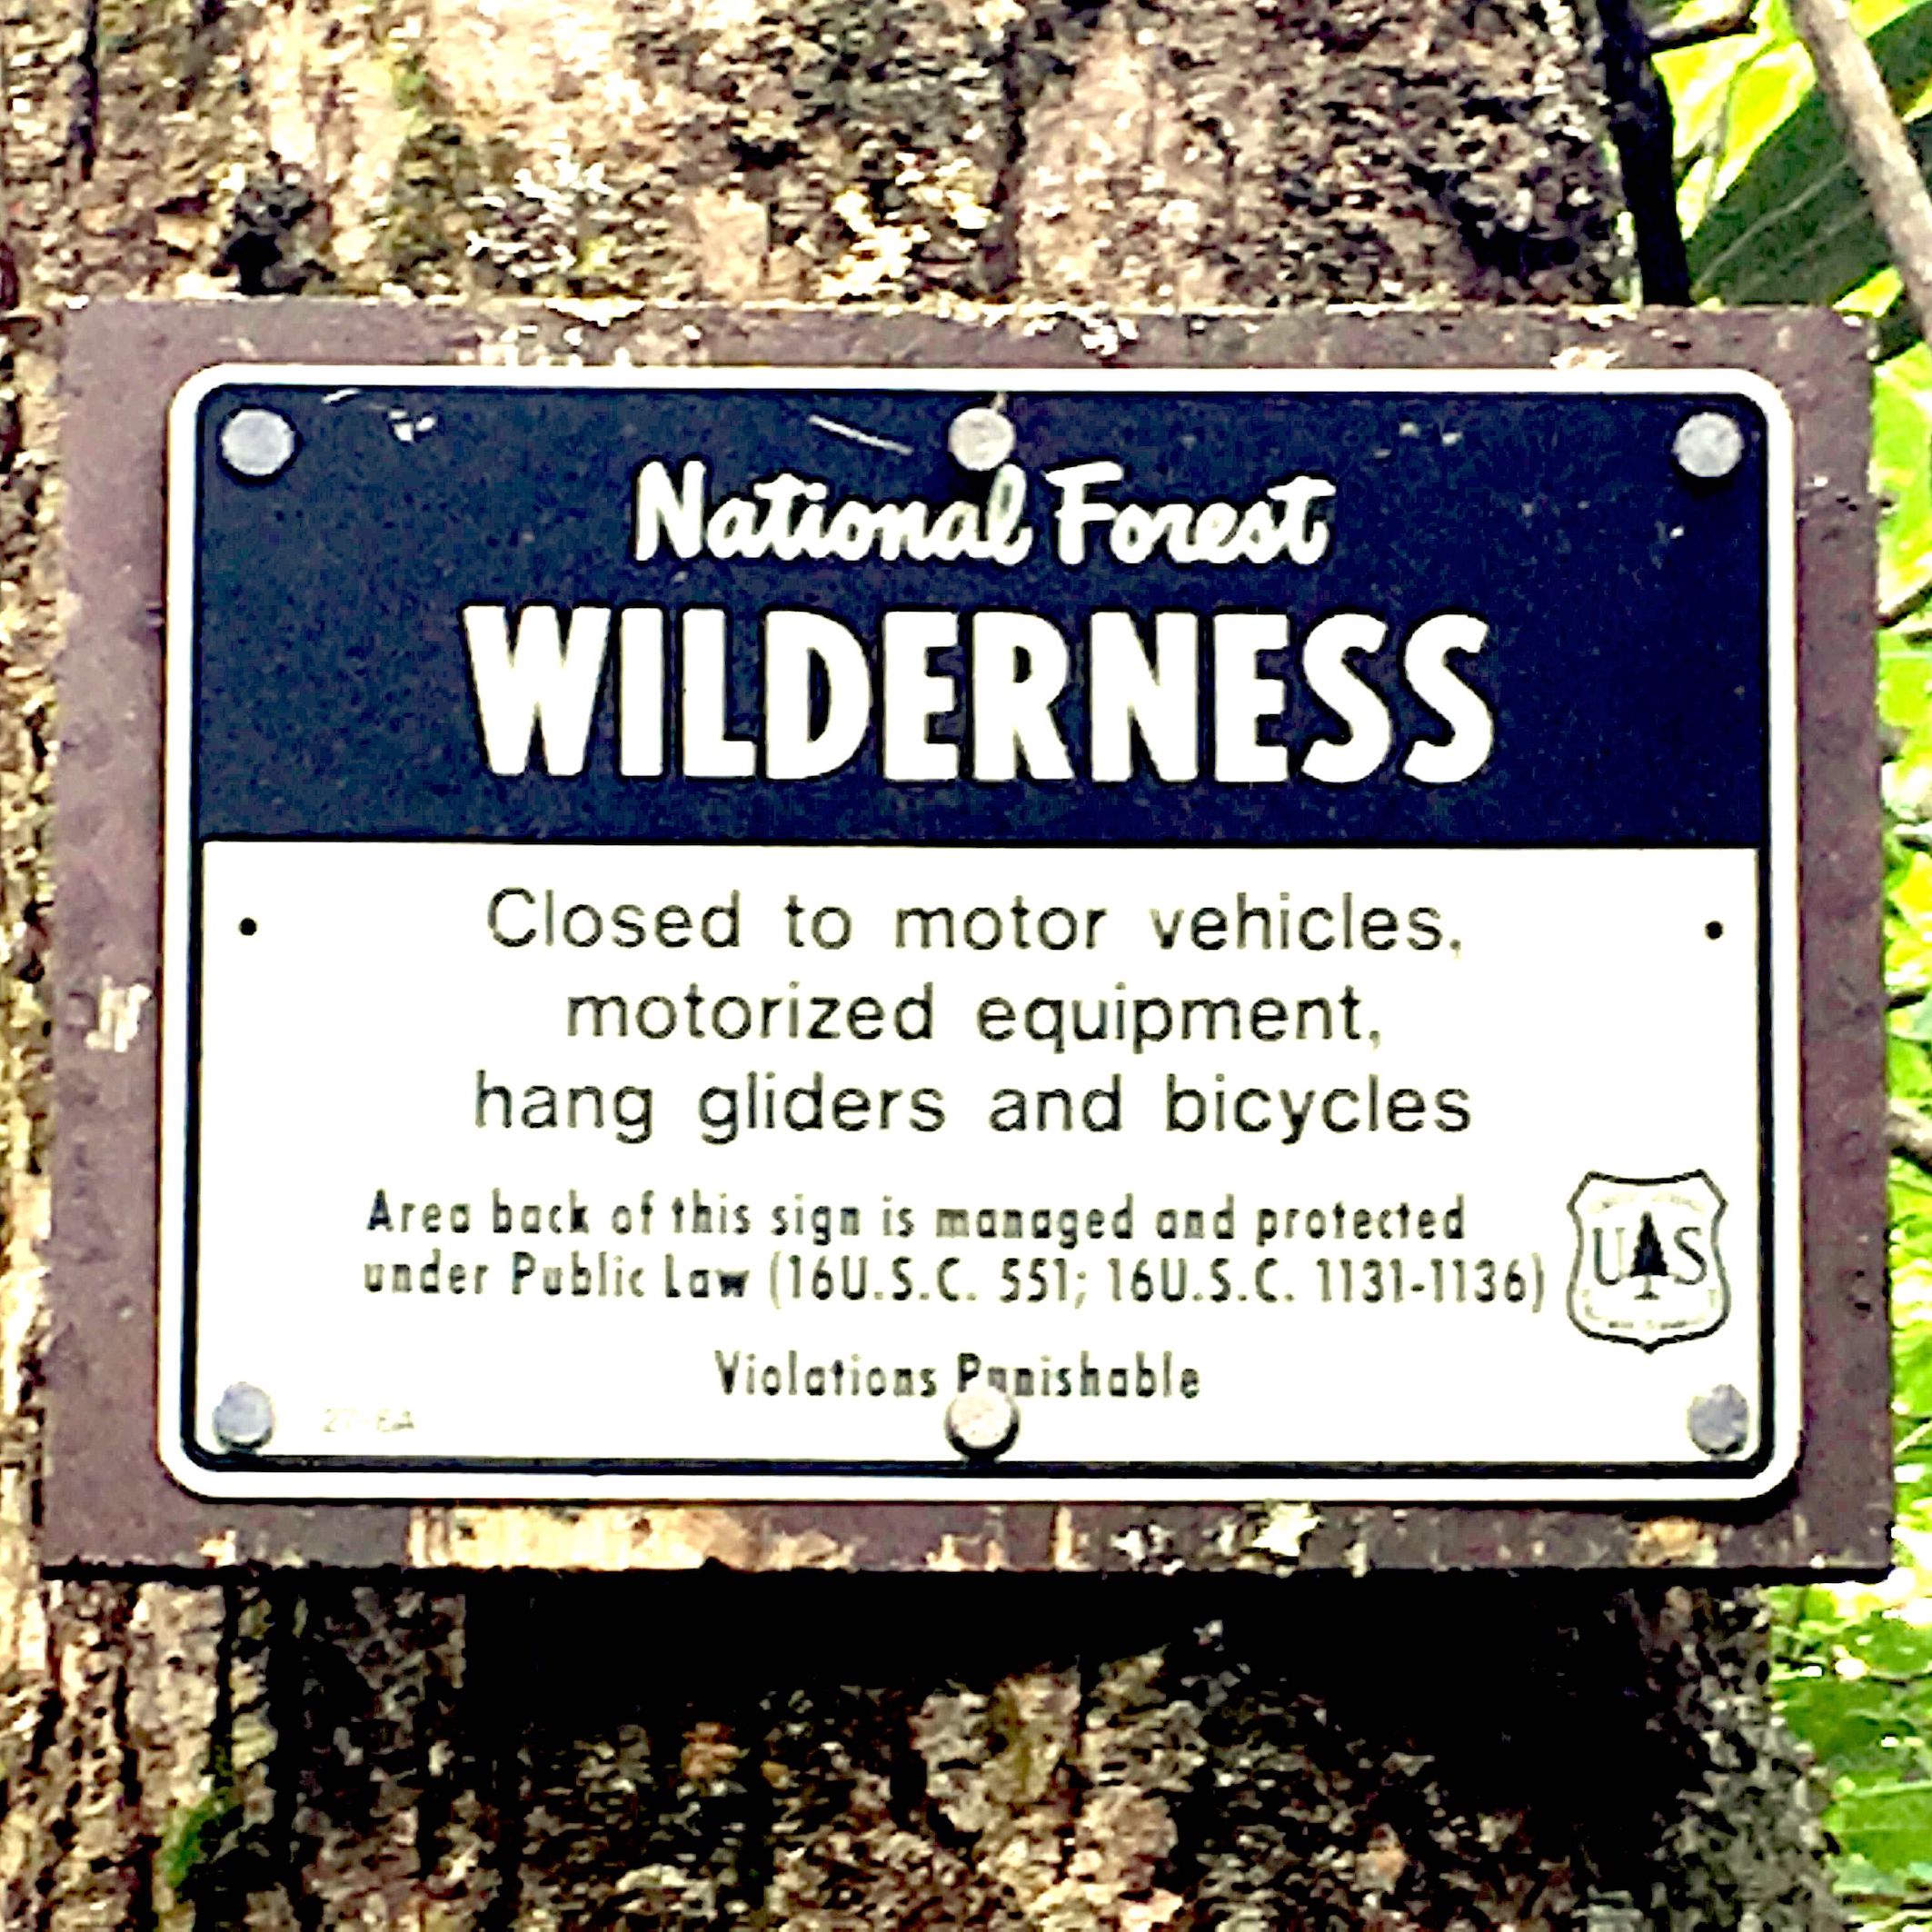 National Forest
WILDERNESS
Closed to motor vehicles,
motorized equipment,
hang gliders and bicycles
Area back of this sign is managed and protected
under Public Law (16U.S.C. 551; 16U.S.C. 1131-1136)
U S
Violations Punishable